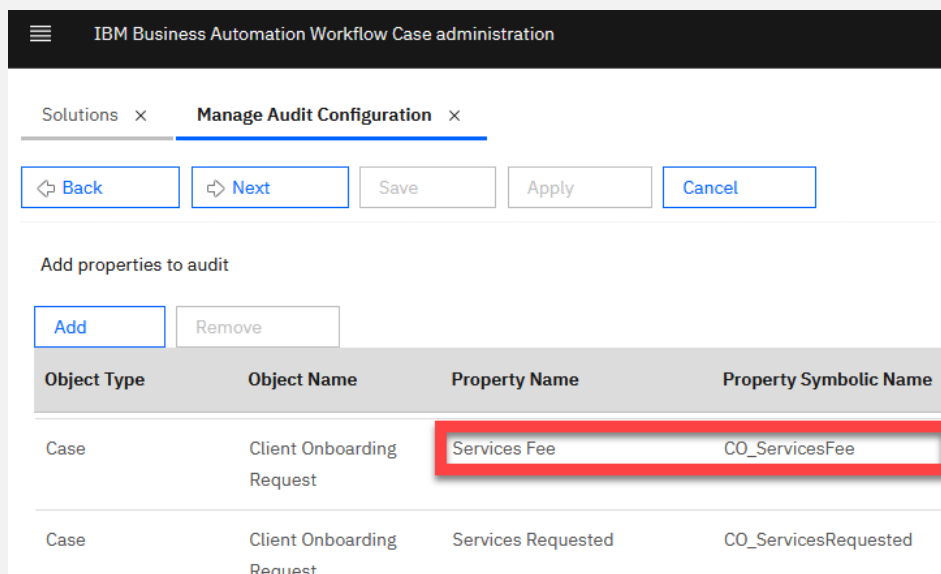 IBM Business Automation Workflow Case administration
Solutions × Manage Audit Configuration ×
Back Next Save Apply Cancel
Add properties to audit
Add Remove
Object Type Object Name Property Name Property Symbolic Name
Case Client Onboarding Services Fee CO_ServicesFee
Request
Case Client Onboarding Services Requested CO_ServicesRequested
Request